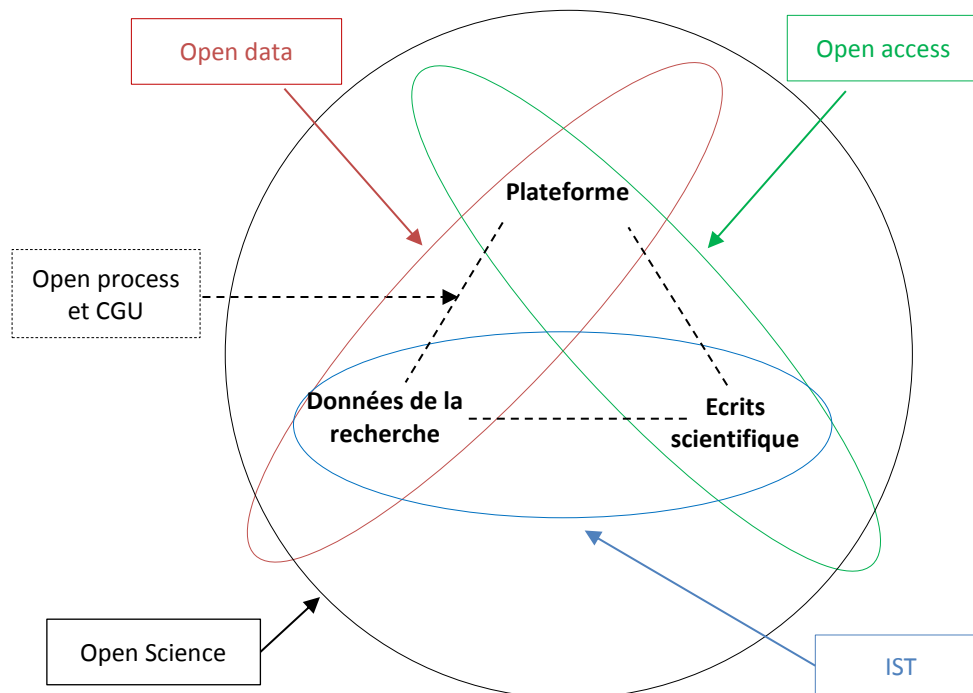 Open data
Open access
Plateforme
Open process
et CGU
Données de la
recherche
Ecrits
scientifique
Open Science
IST